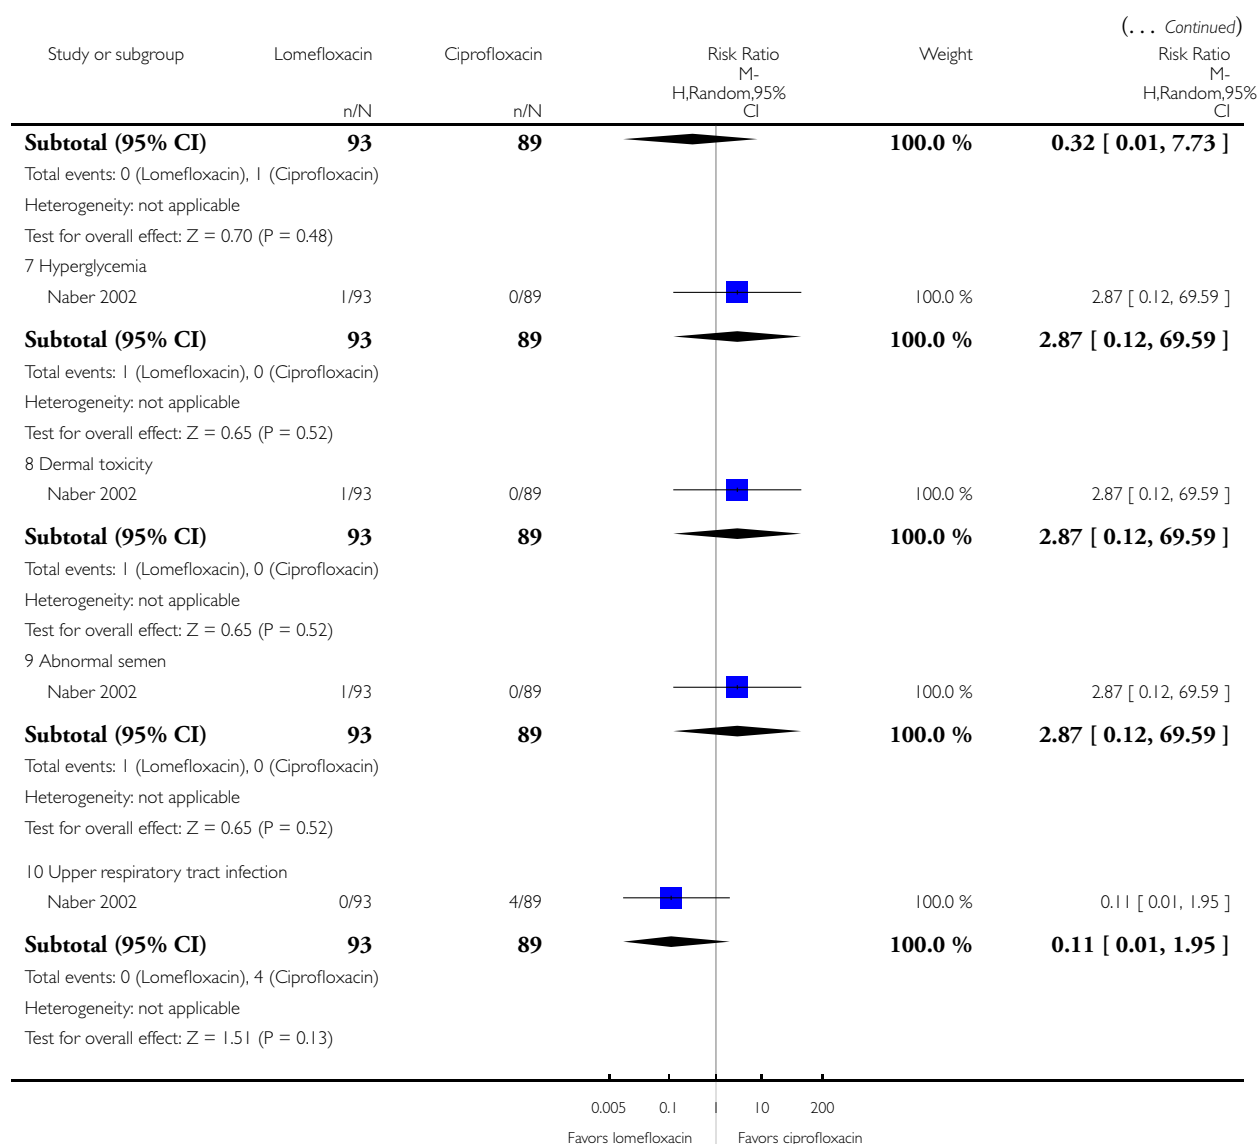 (... Continued)
Study or subgroup Lomefloxacin Ciprofloxacin Risk Ratio Weight Risk Ratio
M- M-
H,Random,95% H,Random,95%
n/N n/N CI CI
Subtotal (95% CI) 93 89 100.0 % 0.32 [ 0.01, 7.73 ]
Total events: 0 (Lomefloxacin), 1 (Ciprofloxacin)
Heterogeneity: not applicable
Test for overall effect: Z = 0.70 (P = 0.48)
7 Hyperglycemia
Naber 2002 1/93 0/89 100.0 % 2.87 [ 0.12, 69.59 ]
Subtotal (95% CI) 93 89 100.0 % 2.87 [ 0.12, 69.59 ]
Total events: 1 (Lomefloxacin), 0 (Ciprofloxacin)
Heterogeneity: not applicable
Test for overall effect: Z = 0.65 (P = 0.52)
8 Dermal toxicity
Naber 2002 1/93 0/89 100.0 % 2.87 [ 0.12, 69.59 ]
Subtotal (95% CI) 93 89 100.0 % 2.87 [ 0.12, 69.59 ]
Total events: 1 (Lomefloxacin), 0 (Ciprofloxacin)
Heterogeneity: not applicable
Test for overall effect: Z = 0.65 (P = 0.52)
9 Abnormal semen
Naber 2002 1/93 0/89 100.0 % 2.87 [ 0.12, 69.59 ]
Subtotal (95% CI) 93 89 100.0 % 2.87 [ 0.12, 69.59 ]
Total events: 1 (Lomefloxacin), 0 (Ciprofloxacin)
Heterogeneity: not applicable
Test for overall effect: Z = 0.65 (P = 0.52)
10 Upper respiratory tract infection
Naber 2002 0/93 4/89 100.0 % 0.11 [ 0.01, 1.95 ]
Subtotal (95% CI) 93 89 100.0 % 0.11 [ 0.01, 1.95 ]
Total events: 0 (Lomefloxacin), 4 (Ciprofloxacin)
Heterogeneity: not applicable
Test for overall effect: Z = 1.51 (P = 0.13)
0.005 0.1 1 10 200
Favors lomefloxacin Favors ciprofloxacin